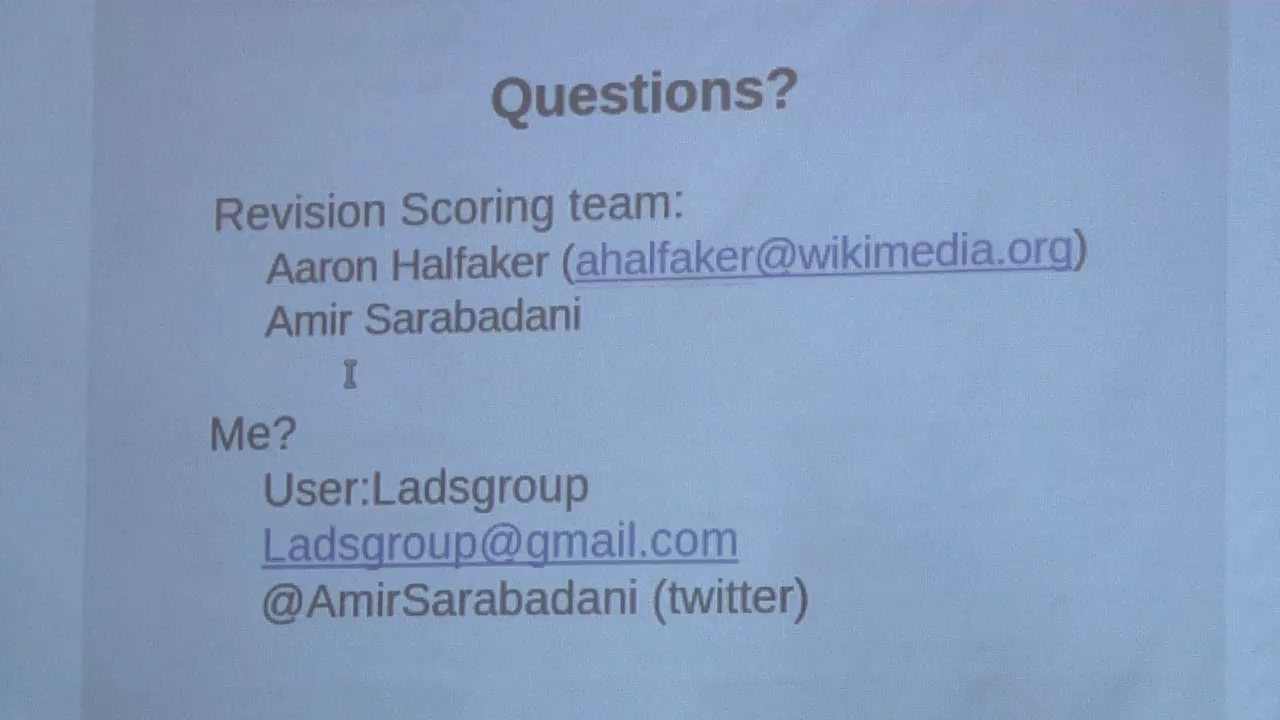 Questions?
Revision Scoring team:
Aaron Halfaker (ahalfaker@wikimedia.org)
Amir Sarabadani
Me?
User:Ladsgroup
Ladsgroup@gmail.com
@AmirSarabadani (twitter)